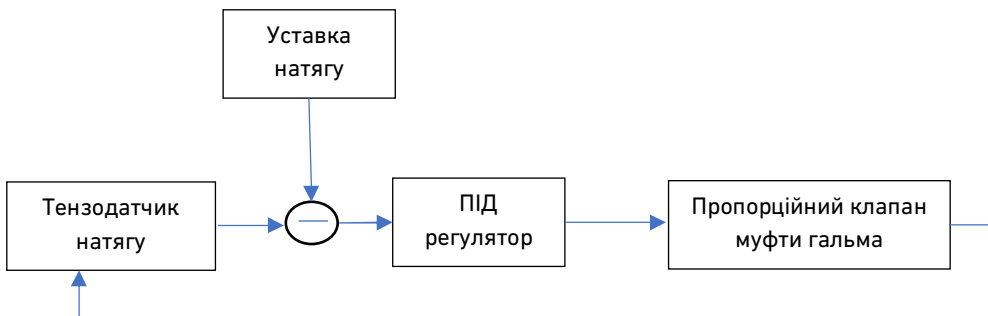 Уставка
натягу
Тензодатчик
натягу
—
ПІД
регулятор
Пропорційний клапан
муфти гальма